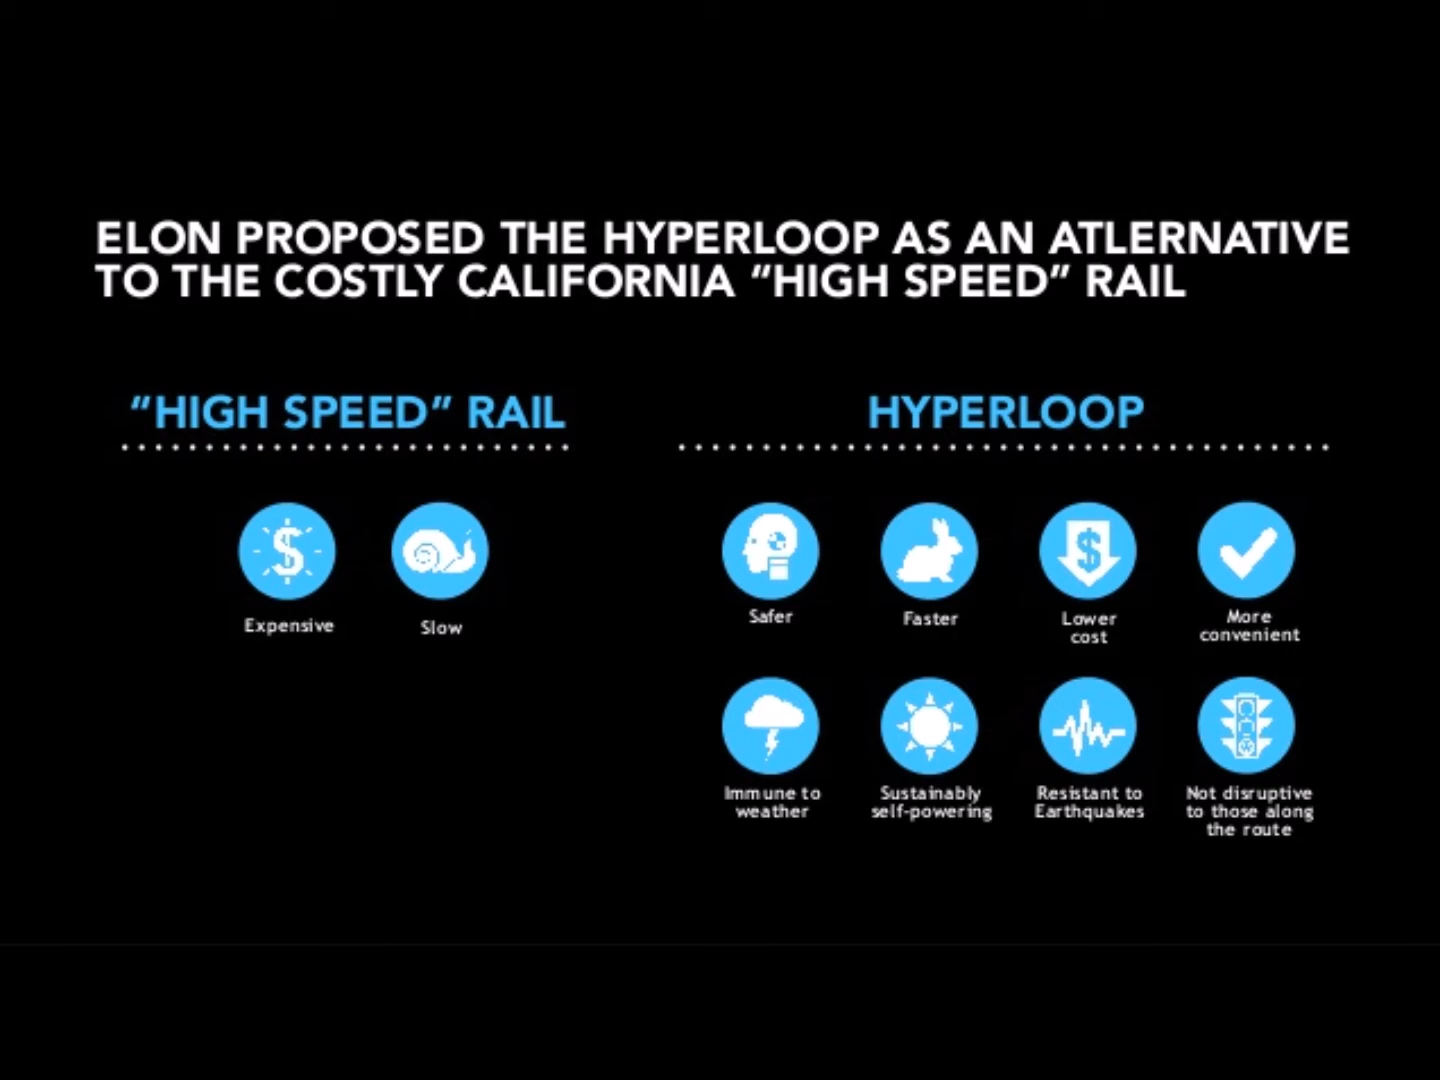 ELON PROPOSED THE HYPERLOOP AS AN ATLERNATIVE
TO THE COSTLY CALIFORNIA “HIGH SPEED” RAIL
“HIGH SPEED” RAIL
Expensive
Slow
HYPERLOOP
Safer
Faster
Lower
cost
More
convenient
Immune to
weather
Sustainably
self-powering
Resistant to
Earthquakes
Not disruptive
to those along
the route